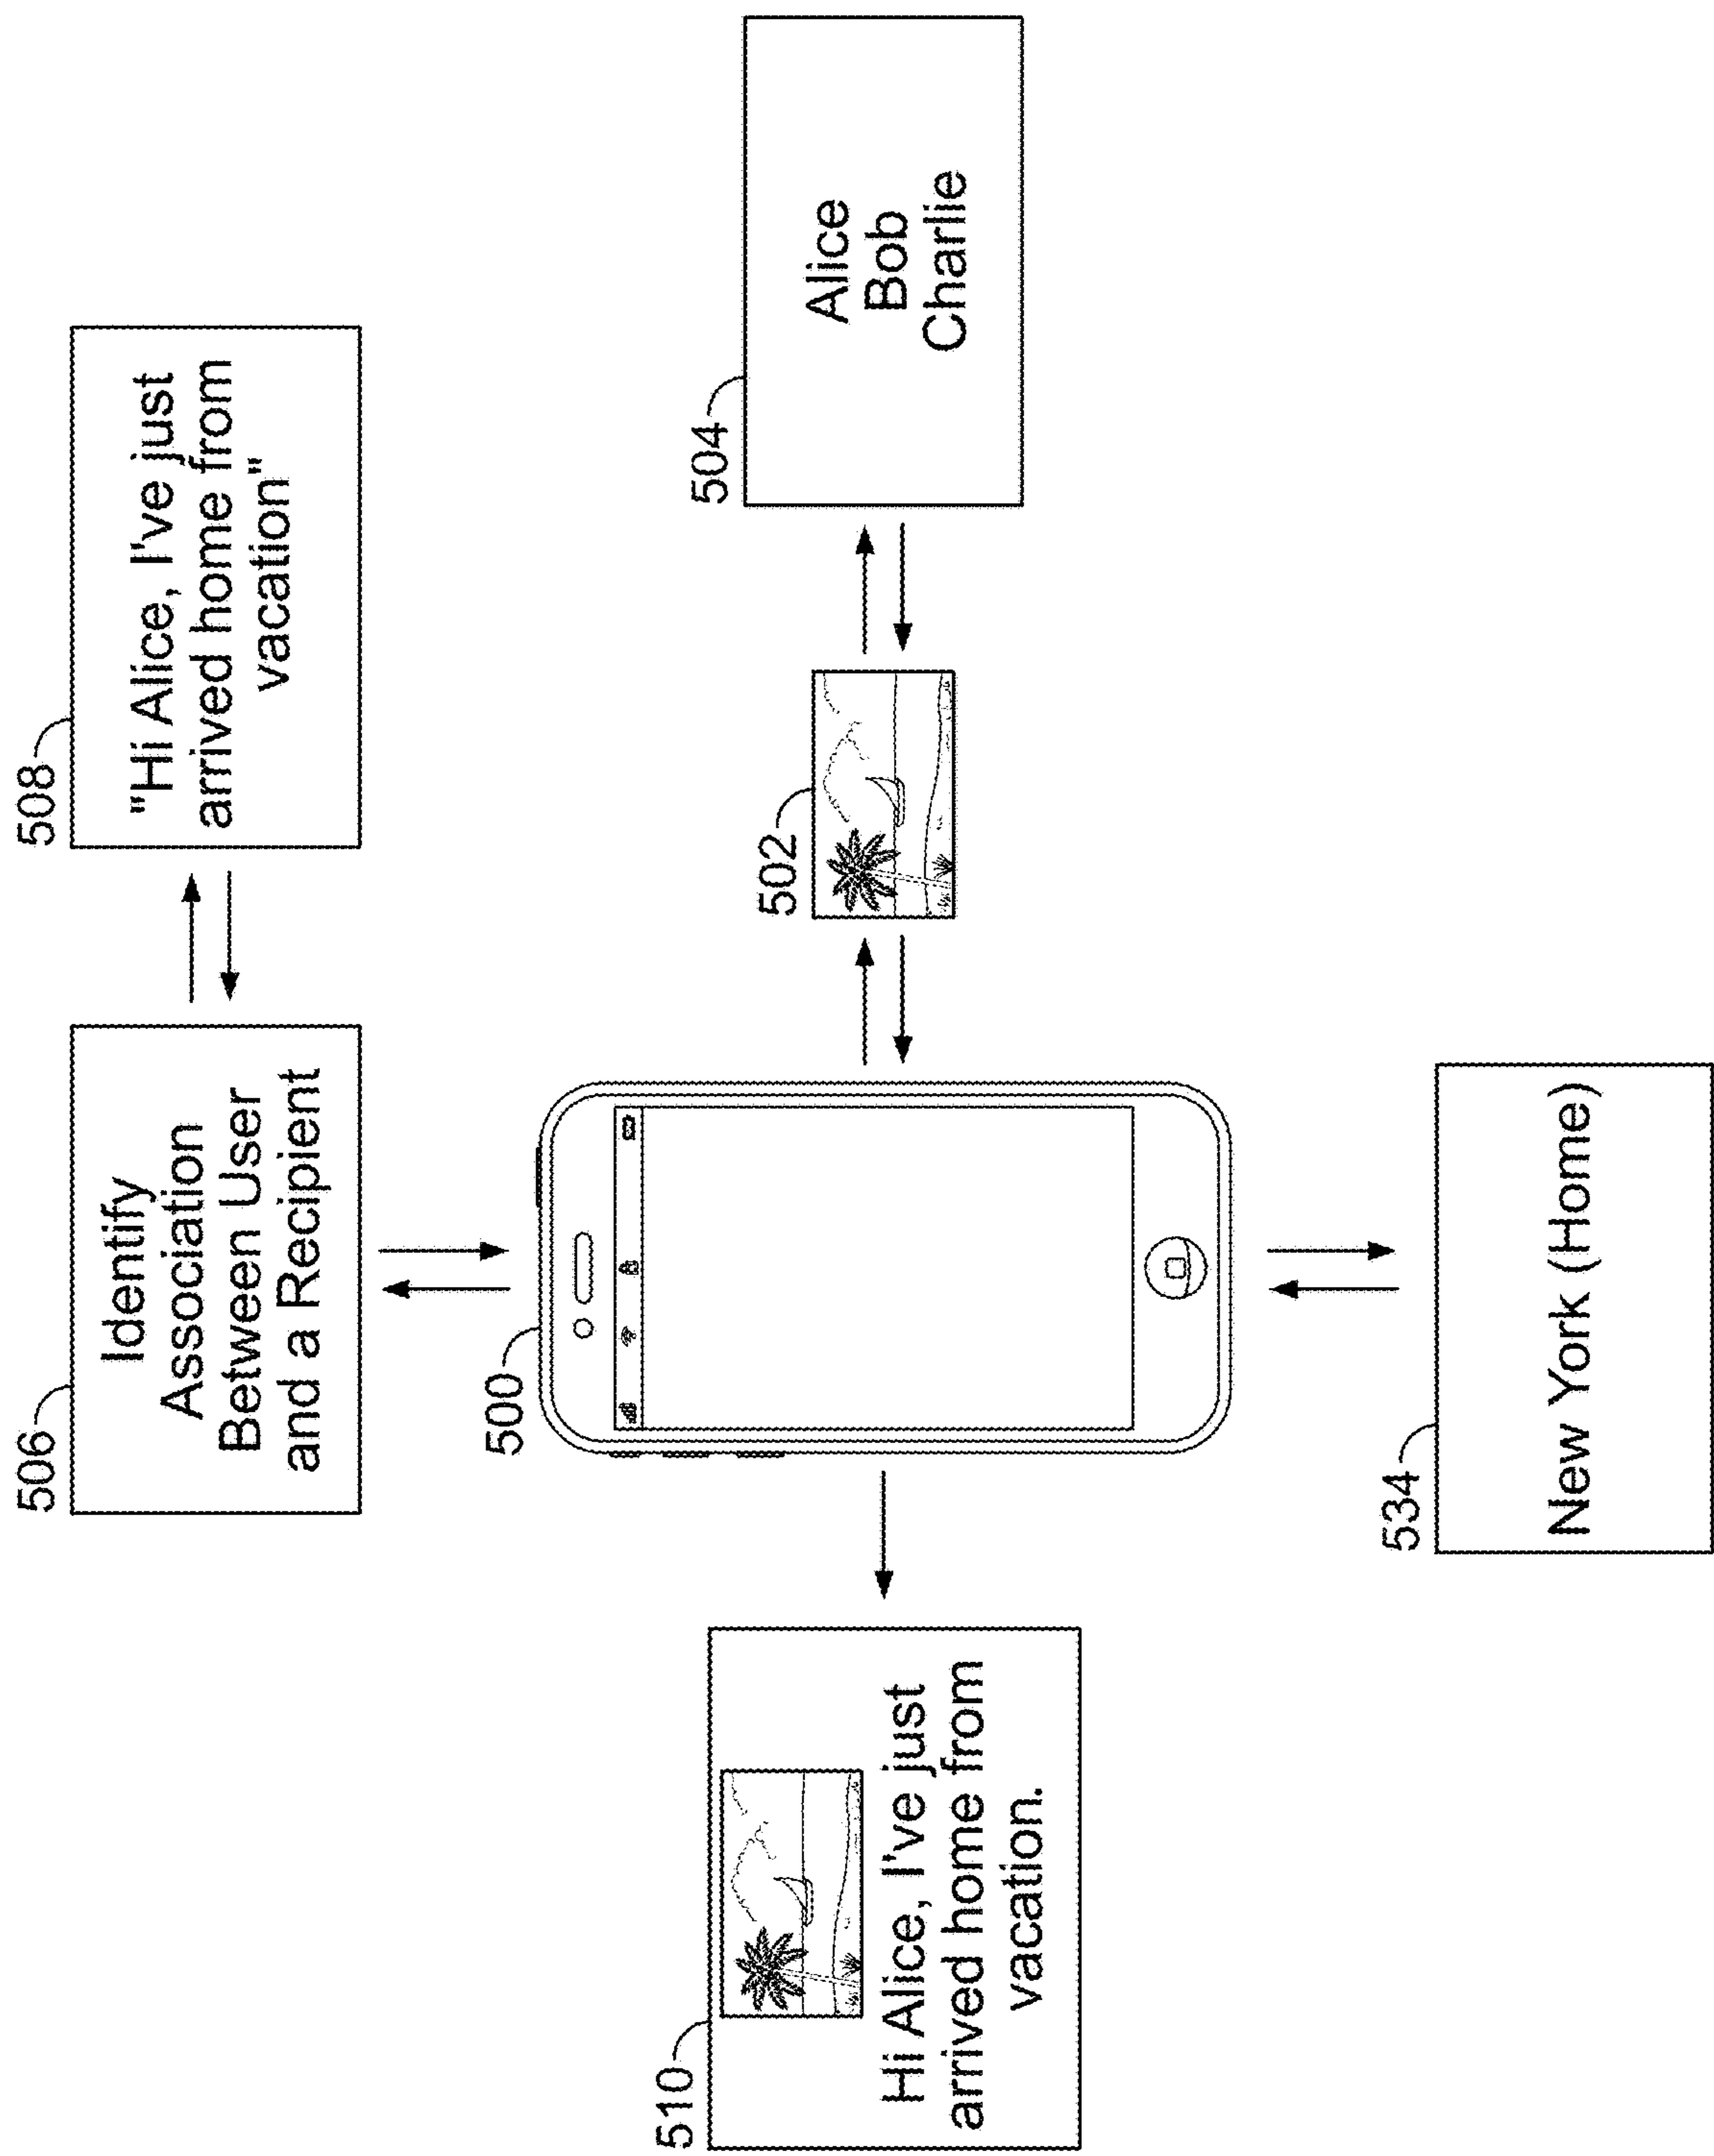 506
Identify
Association
Between User
and a Recipient
508
"Hi Alice, I've just
arrived home from
vacation"
500
510
Hi Alice, I've just
arrived home from
vacation.
502
504
Alice
Bob
Charlie
534
New York (Home)